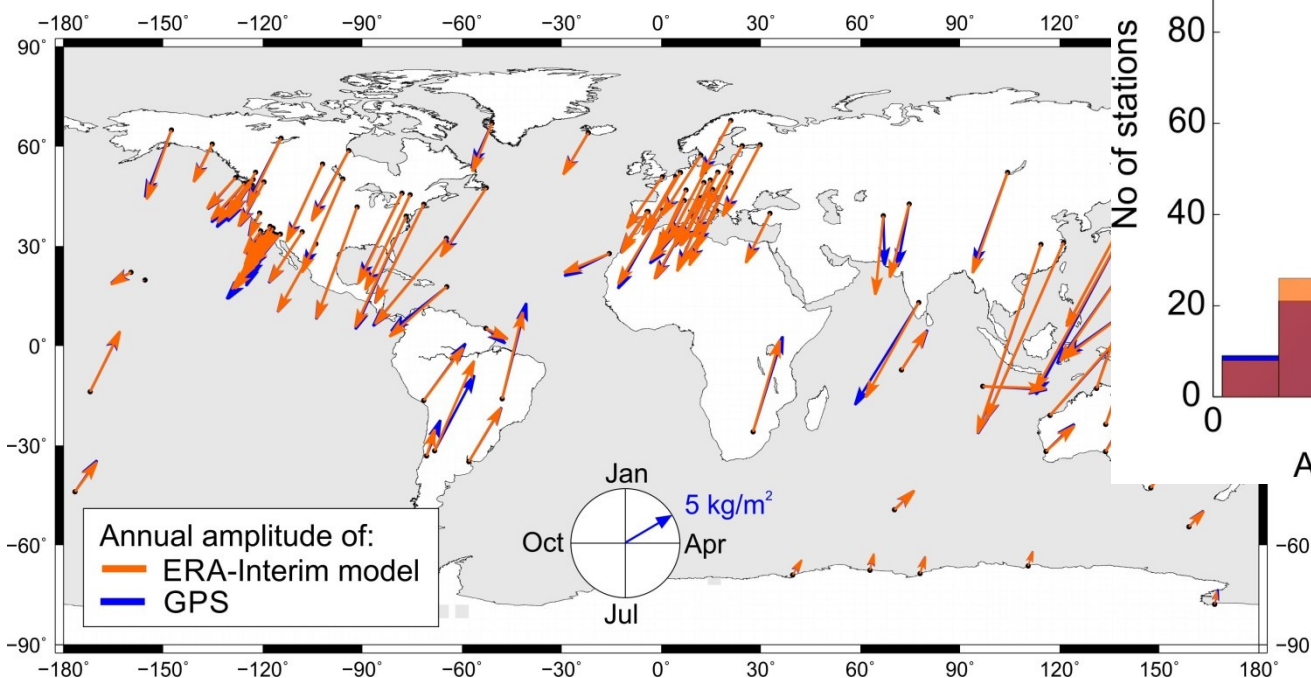 −180˚ −150˚ −120˚ −90˚ −60˚ −30˚ 0˚ 30˚ 60˚ 90˚ 120˚
90˚
60˚
30˚
0˚
−30˚
−60˚
−90˚
80
60
40
20
0
No of stations
0
A
Jan
5 kg/m²
Oct
Apr
Jul
Annual amplitude of:
ERA-Interim model
GPS
−60˚
−90˚
−180˚ −150˚ −120˚ −90˚ −60˚ −30˚ 0˚ 30˚ 60˚ 90˚ 120˚ 150˚ 180˚